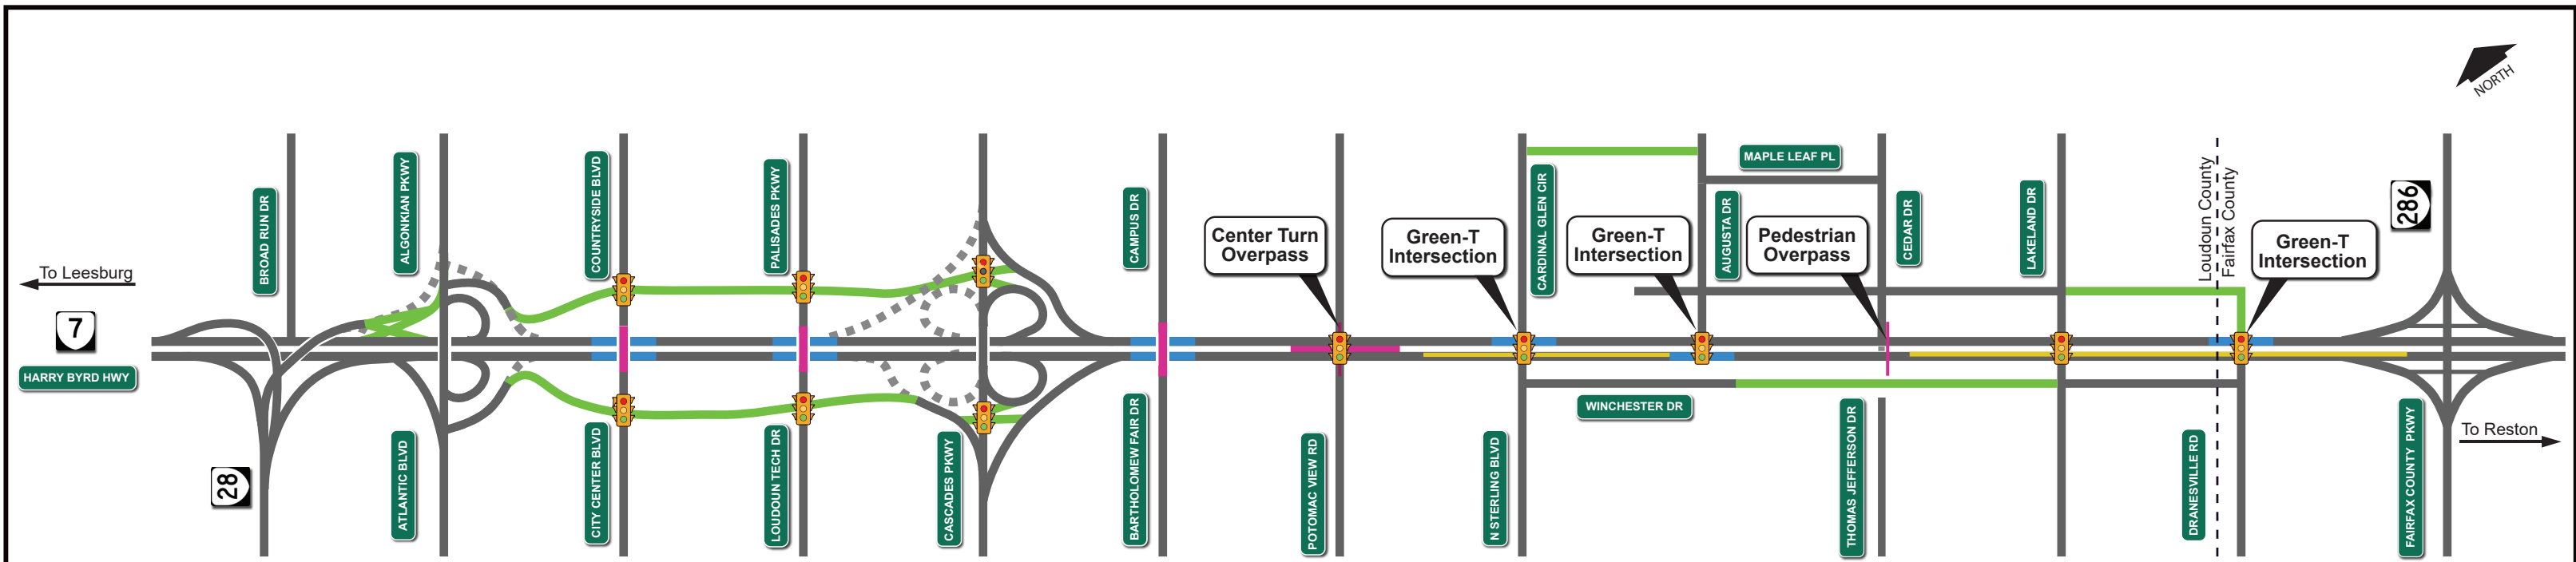 NORTH
To Leesburg
7
HARRY BYRD HWY
BROAD RUN DR
28
ALGONKIAN PKWY
ATLANTIC BLVD
COUNTRYSIDE BLVD
CITY CENTER BLVD
PALISADES PKWY
LOUDOUN TECH DR
CASCADES PKWY
CAMPUS DR
BARTHOLOMEW FAIR DR
Center Turn
Overpass
POTOMAC VIEW RD
Green-T
Intersection
N STERLING BLVD
CARDINAL GLEN CIR
Green-T
Intersection
AUGUSTA DR
MAPLE LEAF PL
WINCHESTER DR
Pedestrian
Overpass
THOMAS JEFFERSON DR
CEDAR DR
LAKELAND DR
Loudoun County
Fairfax County
DRANESVILLE RD
Green-T
Intersection
286
FAIRFAX COUNTY PKWY
To Reston